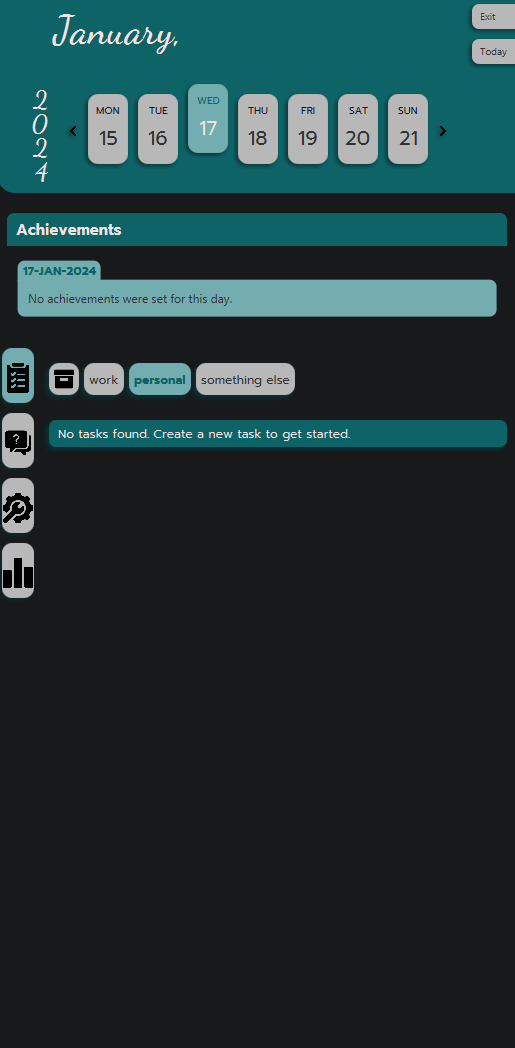 January,
Exit
Today
2024
MON TUE WED THU FRI SAT SUN
15 16 17 18 19 20 21
Achievements
17-JAN-2024
No achievements were set for this day.
work personal something else
?
No tasks found. Create a new task to get started.